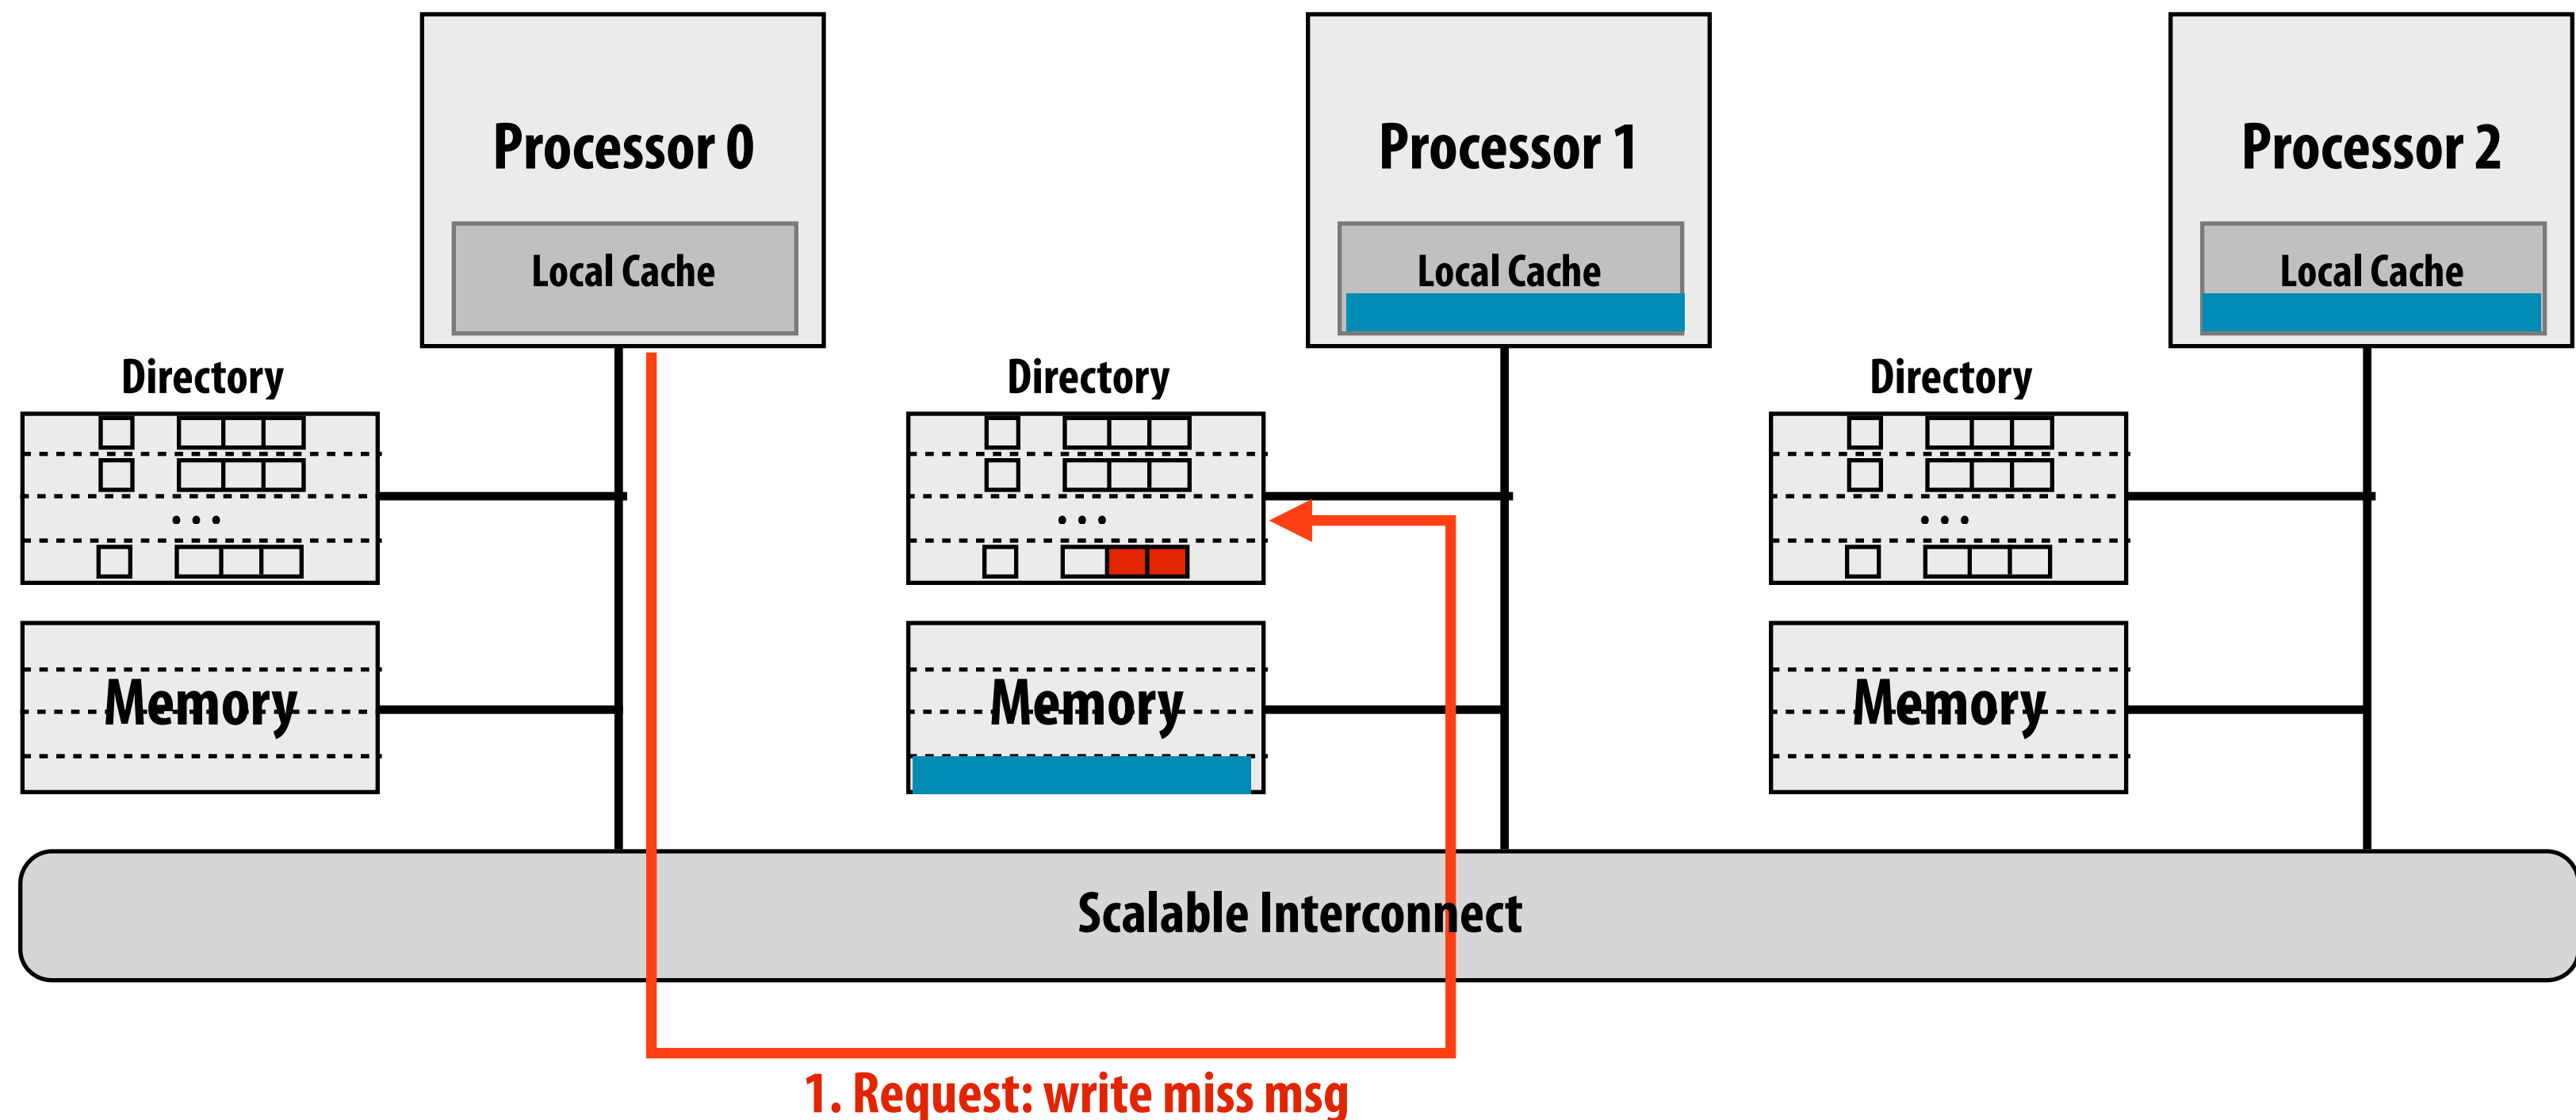 Processor 0
Processor 1
Processor 2
Local Cache
Local Cache
Local Cache
Directory
Directory
Directory
• • •
• • •
• • •
Memory
Memory
Memory
Scalable Interconnect
1. Request: write miss msg